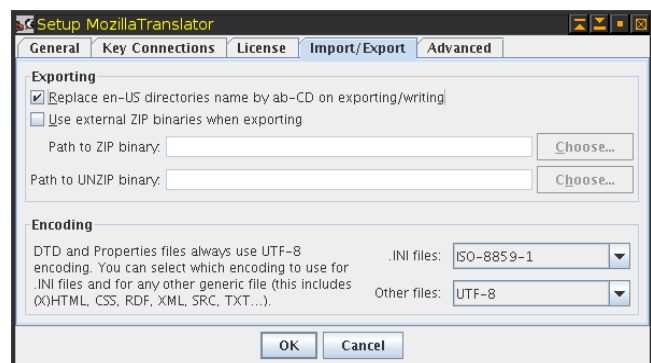 Setup MozillaTranslator
General Key Connections License Import/Export Advanced
Exporting
Replace en-US directories name by ab-CD on exporting/writing
Use external ZIP binaries when exporting
Path to ZIP binary: Choose...
Path to UNZIP binary: Choose...
Encoding
DTD and Properties files always use UTF-8
encoding. You can select which encoding to use for
.INI files and for any other generic file (this includes
(X)HTML, CSS, RDF, XML, SRC, TXT...).
.INI files: ISO-8859-1
Other files: UTF-8
OK Cancel